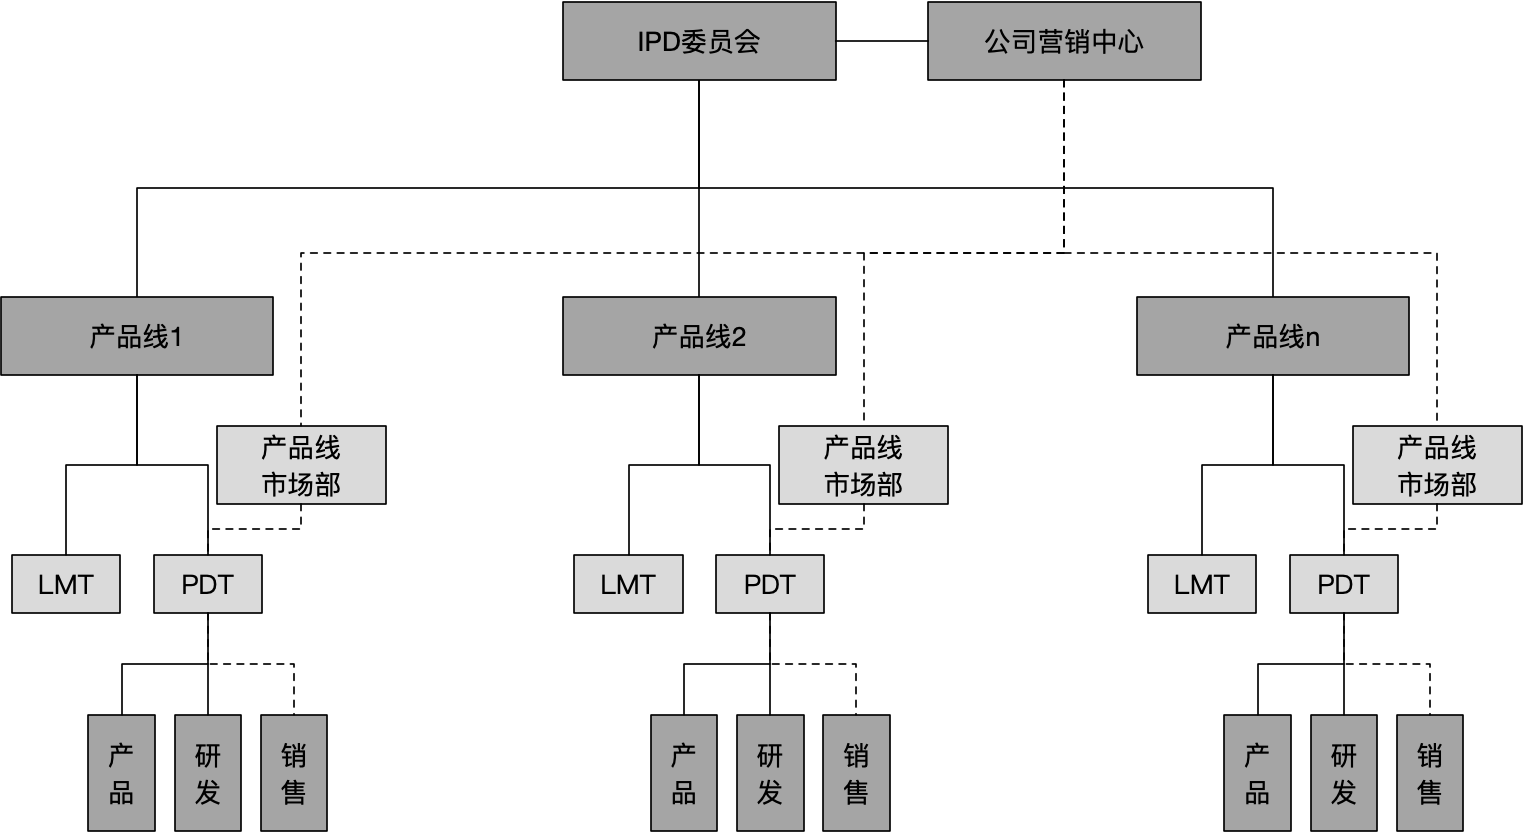 IPD委员会
公司营销中心
产品线1
产品线2
产品线n
产品线
市场部
产品线
市场部
产品线
市场部
LMT
PDT
LMT
PDT
LMT
PDT
产
品
研
发
销
售
产
品
研
发
销
售
产
品
研
发
销
售